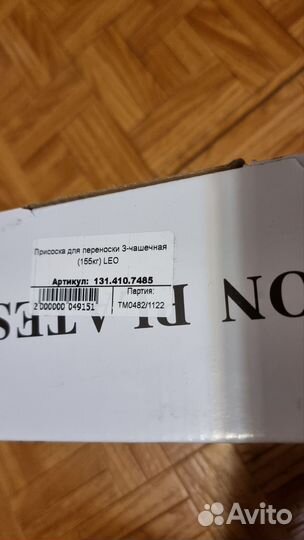 Присоска для переноски 3-чашечная
(155кг) LEO
Артикул: 131.410.7485
2 000000 049151
Партия:
TM0482/1122
ON PLATES
Avito